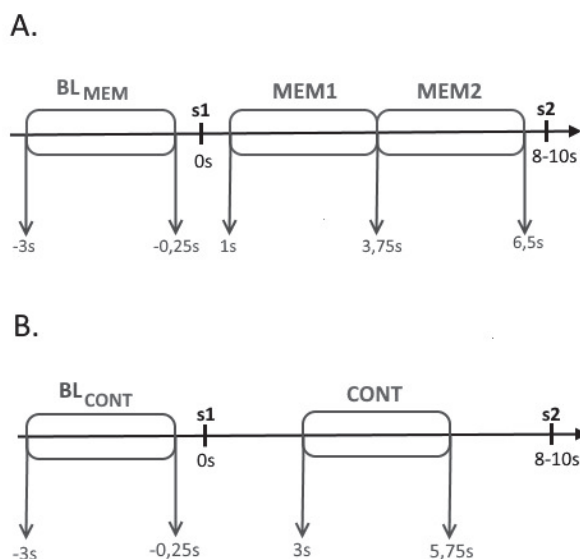 A.
BL MEM
s1
MEM1
MEM2
s2
0s
8-10s
-3s
-0,25s
1s
3,75s
6,5s
B.
BL CONT
s1
CONT
s2
0s
8-10s
-3s
-0,25s
3s
5,75s